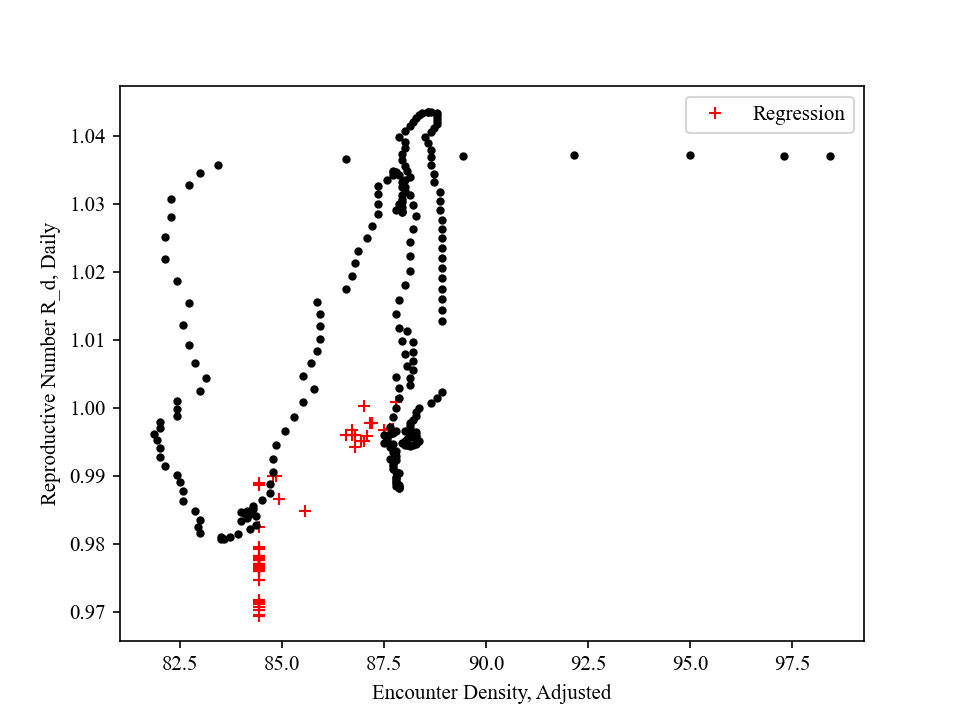 Regression
1.04
1.03
1.02
1.01
1.00
0.99
0.98
0.97
Reproductive Number R_d, Daily
82.5 85.0 87.5 90.0 92.5 95.0 97.5
Encounter Density, Adjusted